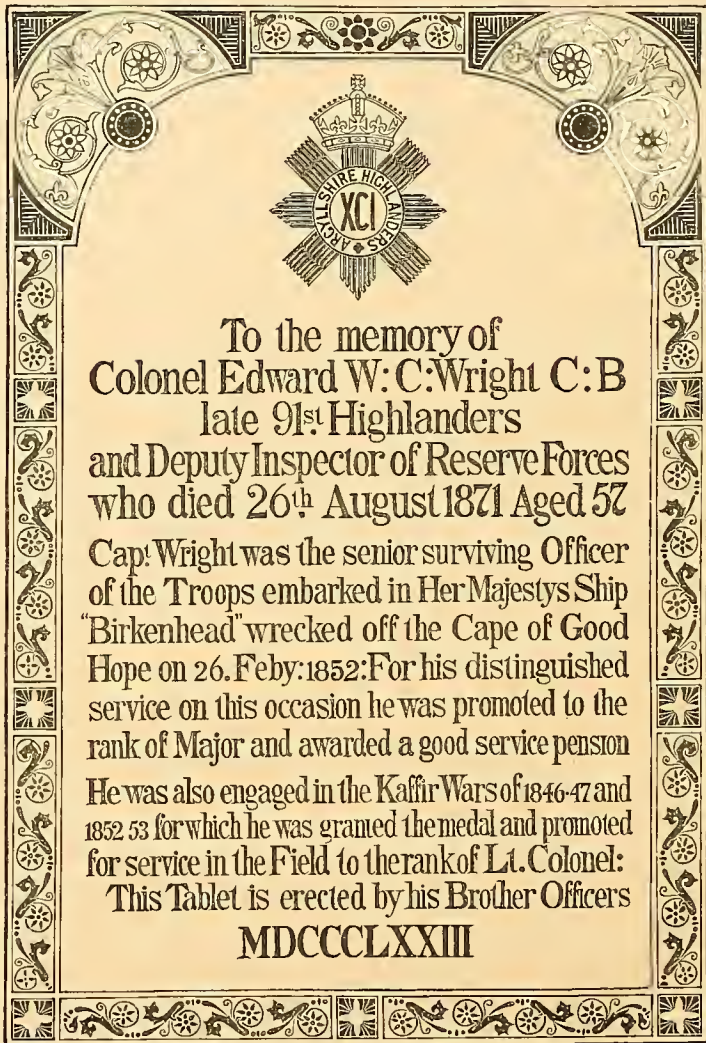 ARGYLLSHIRE HIGHLANDERS
XCI
To the memory of
Colonel Edward W: C: Wright C: B
late 91st Highlanders
and Deputy Inspector of Reserve Forces
who died 26th August 1871 Aged 57
Capt Wright was the senior surviving Officer
of the Troops embarked in Her Majestys Ship
"Birkenhead" wrecked off the Cape of Good
Hope on 26. Feby: 1852: For his distinguished
service on this occasion he was promoted to the
rank of Major and awarded a good service pension
He was also engaged in the Kaffir Wars of 1846-47 and
1852 53 for which he was granted the medal and promoted
for service in the Field to the rank of Lt. Colonel:
This Tablet is erected by his Brother Officers
MDCCCLXXIII